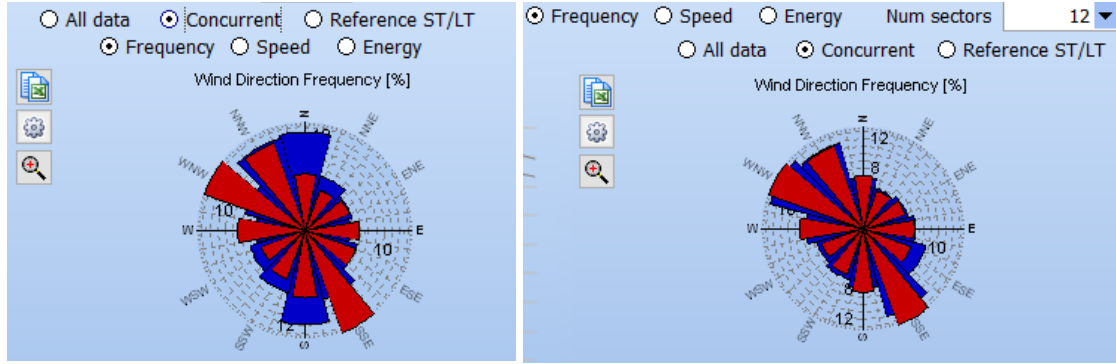 All data Concurrent Reference ST/LT
Frequency Speed Energy
Wind Direction Frequency [%]
N
NNW NNE
WNW ENE
10
W E
10
WSW ESE
12
SSW SSE
S
Frequency Speed Energy Num sectors 12
All data Concurrent Reference ST/LT
Wind Direction Frequency [%]
N
NNW NNE
12
WNW 8 ENE
W E
10
WSW ESE
8
12
SSW SSE
S